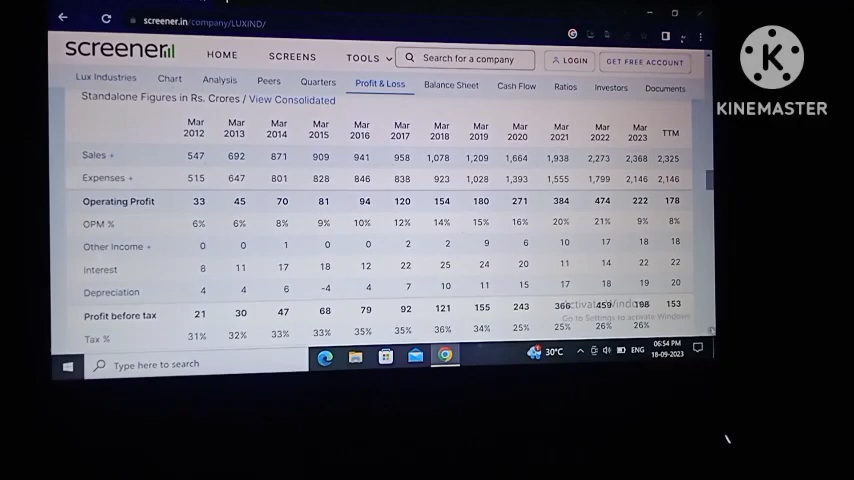 screener.in/company/LUXIND/
screener
HOME SCREENS TOOLS Search for a company LOGIN GET FREE ACCOUNT
Lux Industries Chart Analysis Peers Quarters Profit & Loss Balance Sheet Cash Flow Ratios Investors Documents
Standalone Figures in Rs. Crores / View Consolidated
Mar 2012 Mar 2013 Mar 2014 Mar 2015 Mar 2016 Mar 2017 Mar 2018 Mar 2019 Mar 2020 Mar 2021 Mar 2022 Mar 2023 TTM
Sales + 547 692 871 909 941 958 1,078 1,209 1,664 1,938 2,273 2,368 2,325
Expenses + 515 647 801 828 846 838 923 1,028 1,393 1,555 1,799 2,146 2,146
Operating Profit 33 45 70 81 94 120 154 180 271 384 474 222 178
OPM % 6% 6% 8% 9% 10% 12% 14% 15% 16% 20% 21% 9% 8%
Other Income + 0 0 1 0 0 2 2 9 6 10 17 18 18
Interest 8 11 17 18 12 22 25 24 20 11 14 22 22
Depreciation 4 4 6 -4 4 7 10 11 15 17 18 19 20
Profit before tax 21 30 47 68 79 92 121 155 243 366 459 198 153
Activate Windows
Go to Settings to activate Windows.
Tax % 31% 32% 33% 33% 35% 35% 36% 34% 25% 25% 26% 26%
Type here to search 30°C ENG 06:54 PM
18-09-2023
K
KINEMASTER